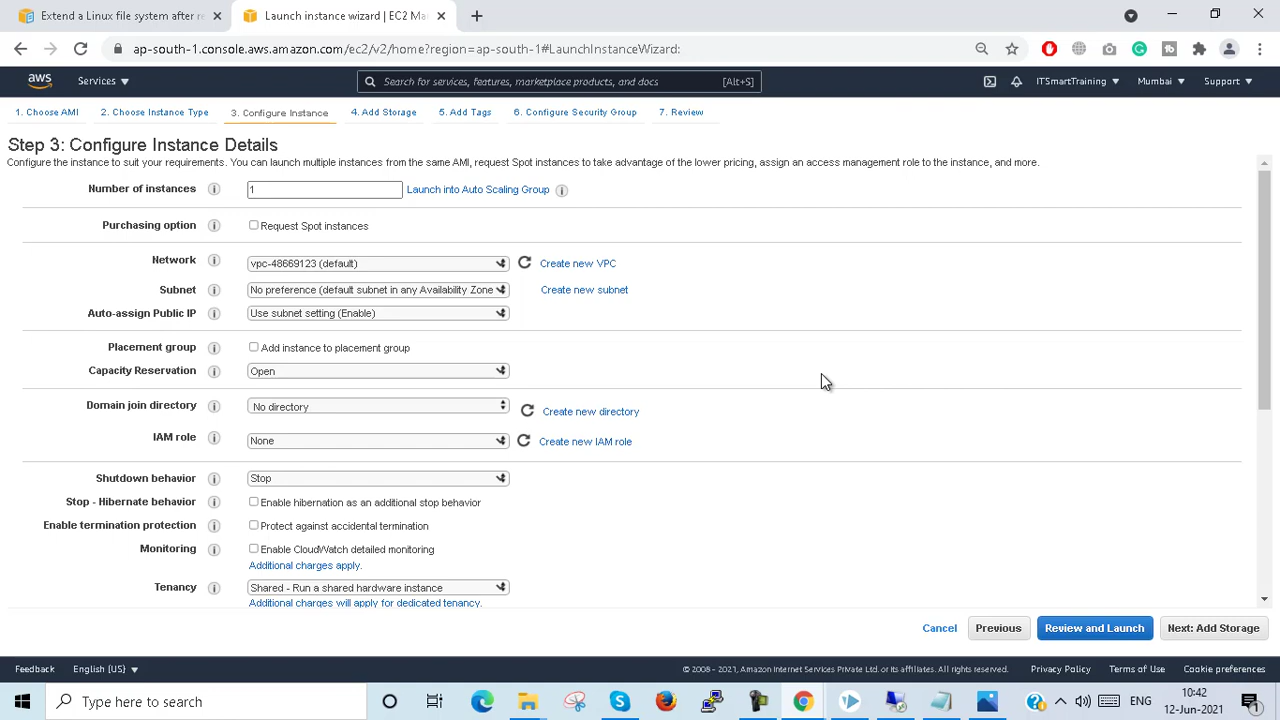 Extend a Linux file system after r
Launch instance wizard | EC2 Ma
ap-south-1.console.aws.amazon.com/ec2/v2/home?region=ap-south-1#LaunchInstanceWizard:
aws
Services
Search for services, features, marketplace products, and docs
[Alt+S]
ITSmartTraining
Mumbai
Support
1. Choose AMI
2. Choose Instance Type
3. Configure Instance
4. Add Storage
5. Add Tags
6. Configure Security Group
7. Review
Step 3: Configure Instance Details
Configure the instance to suit your requirements. You can launch multiple instances from the same AMI, request Spot instances to take advantage of the lower pricing, assign an access management role to the instance, and more.
Number of instances
1
Launch into Auto Scaling Group
Purchasing option
Request Spot instances
Network
vpc-48669123 (default)
Create new VPC
Subnet
No preference (default subnet in any Availability Zone
Create new subnet
Auto-assign Public IP
Use subnet setting (Enable)
Placement group
Add instance to placement group
Capacity Reservation
Open
Domain join directory
No directory
Create new directory
IAM role
None
Create new IAM role
Shutdown behavior
Stop
Stop - Hibernate behavior
Enable hibernation as an additional stop behavior
Enable termination protection
Protect against accidental termination
Monitoring
Enable CloudWatch detailed monitoring
Additional charges apply.
Tenancy
Shared - Run a shared hardware instance
Additional charges will apply for dedicated tenancy.
Cancel
Previous
Review and Launch
Next: Add Storage
Feedback
English (US)
© 2008 - 2021, Amazon Internet Services Private Ltd. or its affiliates. All rights reserved.
Privacy Policy
Terms of Use
Cookie preferences
Type here to search
ENG
10:42
12-Jun-2021